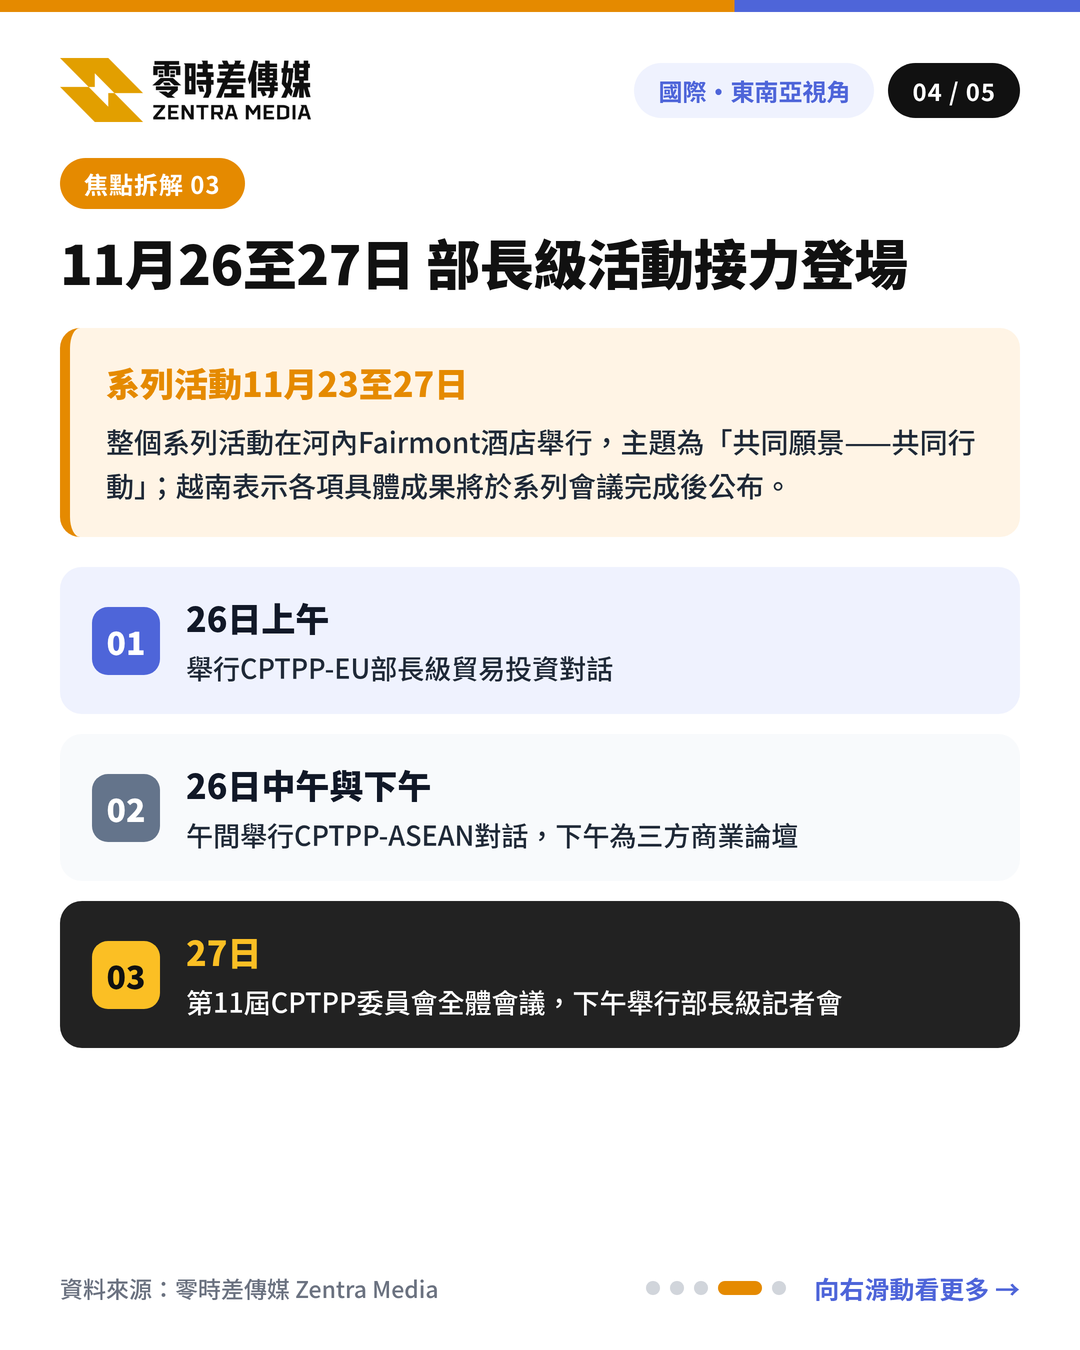 零時差傳媒
ZENTRA MEDIA
國際・東南亞視角
04 / 05
焦點拆解 03
11月26至27日 部長級活動接力登場
系列活動11月23至27日
整個系列活動在河內Fairmont酒店舉行，主題為「共同願景——共同行
動」；越南表示各項具體成果將於系列會議完成後公布。
01
26日上午
舉行CPTPP-EU部長級貿易投資對話
02
26日中午與下午
午間舉行CPTPP-ASEAN對話，下午為三方商業論壇
03
27日
第11屆CPTPP委員會全體會議，下午舉行部長級記者會
資料來源：零時差傳媒 Zentra Media
向右滑動看更多 →